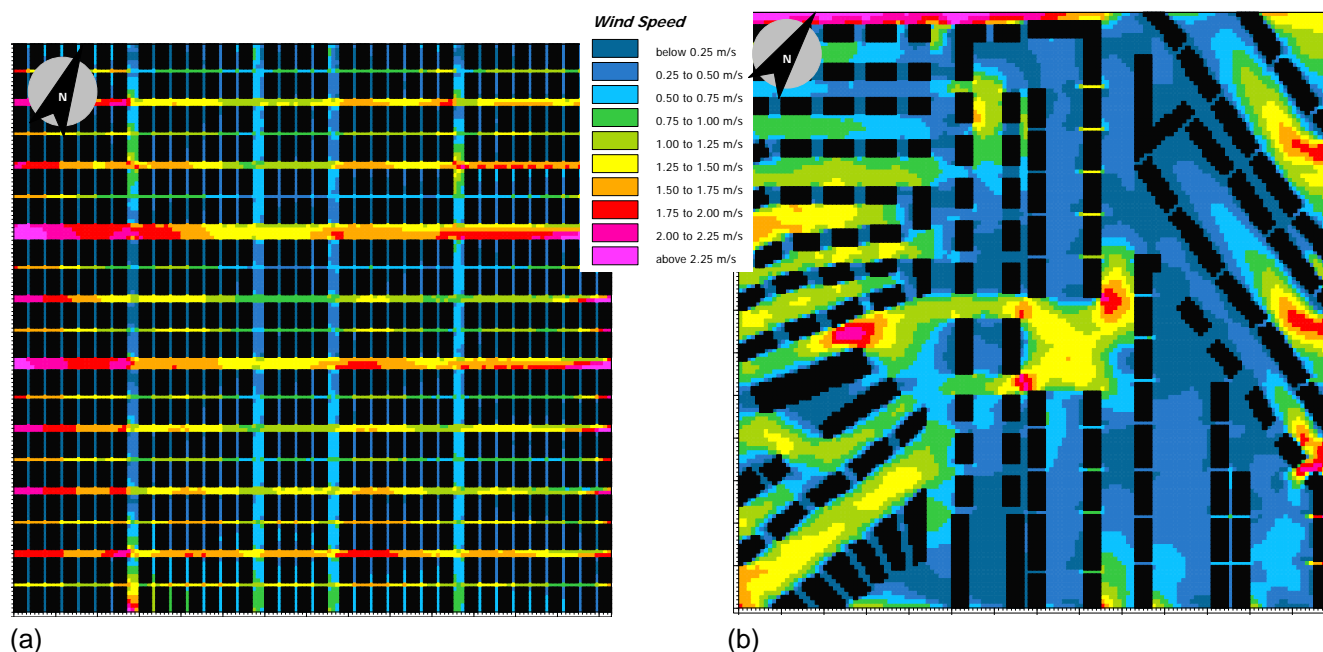 Wind Speed
below 0.25 m/s
0.25 to 0.50 m/s
0.50 to 0.75 m/s
0.75 to 1.00 m/s
1.00 to 1.25 m/s
1.25 to 1.50 m/s
1.50 to 1.75 m/s
1.75 to 2.00 m/s
2.00 to 2.25 m/s
above 2.25 m/s
N
N
(a)
(b)